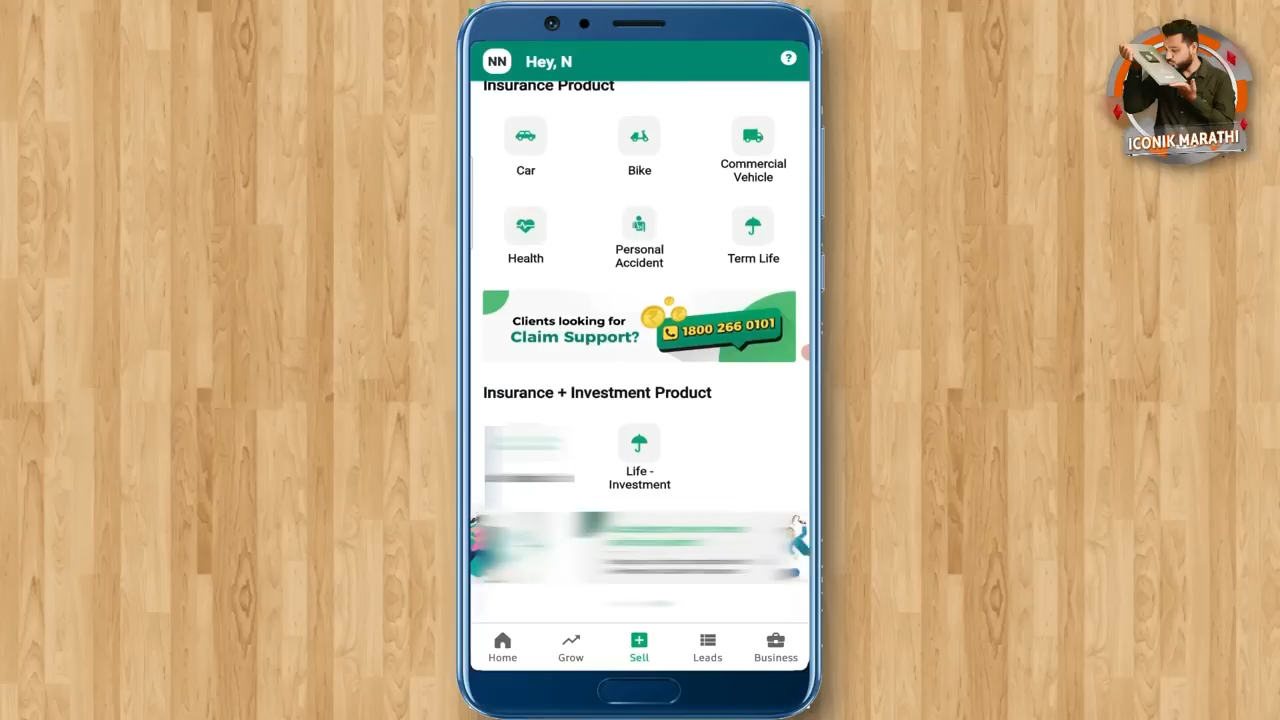 NN
Hey, N
?
ICONIK MARATHI
Insurance Product
Car
Bike
Commercial
Vehicle
Health
Personal
Accident
Term Life
Clients looking for
Claim Support?
1800 266 0101
Insurance + Investment Product
Life -
Investment
Home
Grow
Sell
Leads
Business